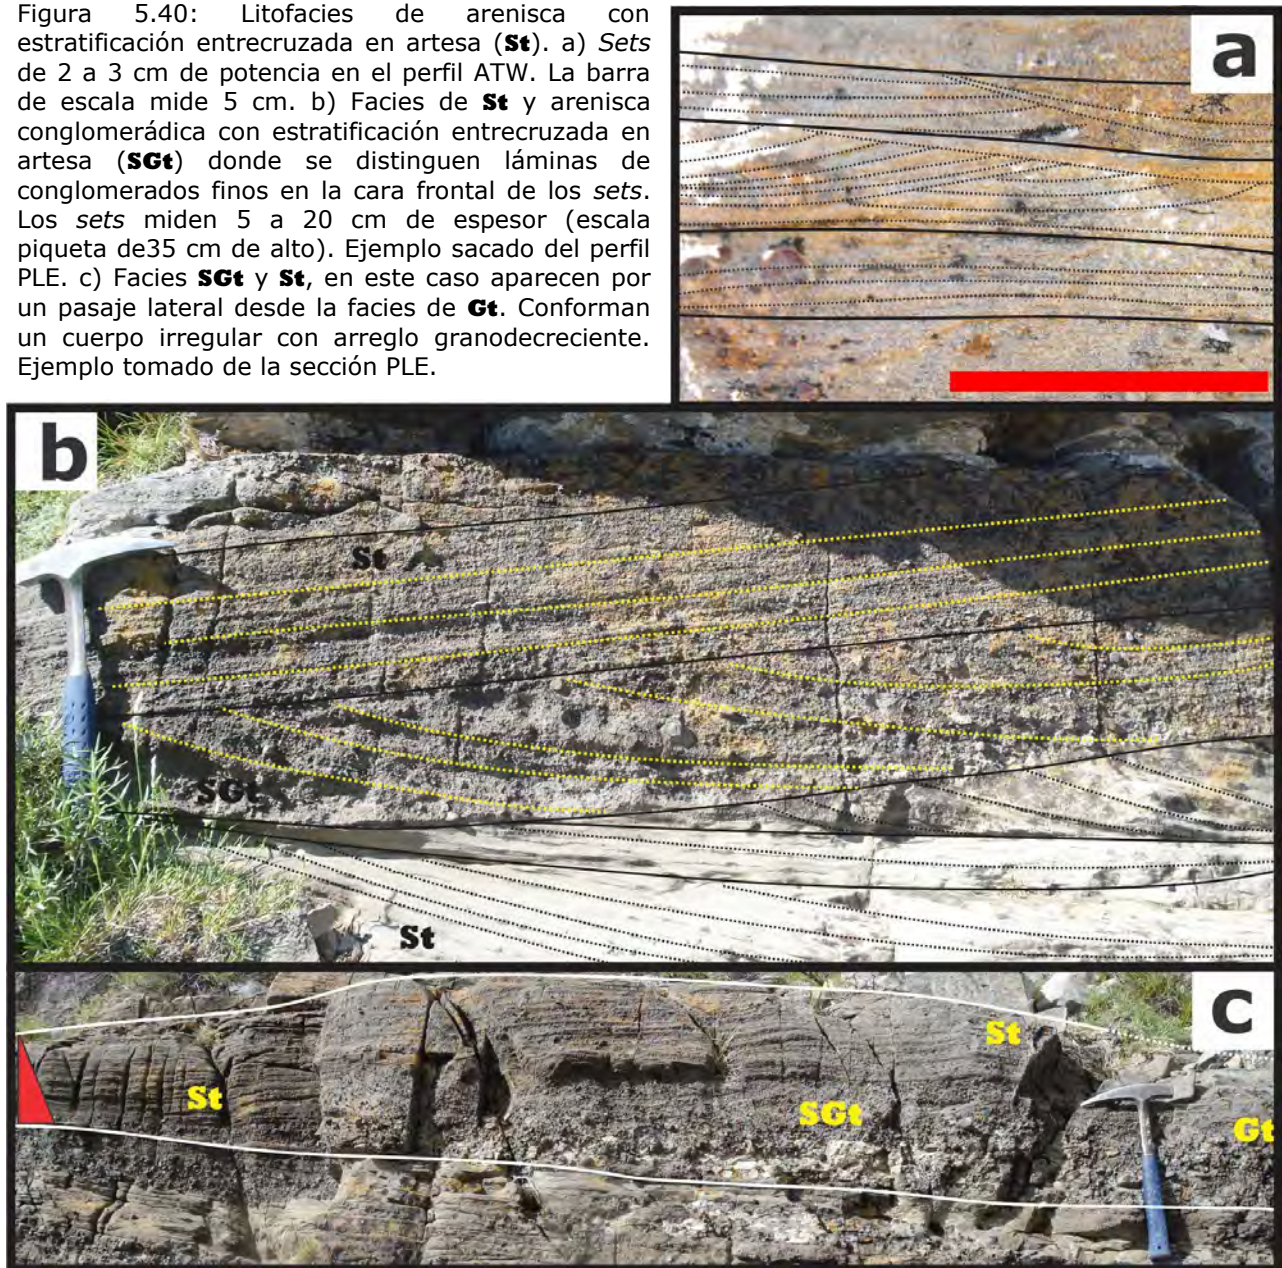 Figura 5.40: Litofacies de arenisca con
estratificación entrecruzada en artesa (St). a) Sets
de 2 a 3 cm de potencia en el perfil ATW. La barra
de escala mide 5 cm. b) Facies de St y arenisca
conglomerádica con estratificación entrecruzada en
artesa (SGt) donde se distinguen láminas de
conglomerados finos en la cara frontal de los sets.
Los sets miden 5 a 20 cm de espesor (escala
piqueta de35 cm de alto). Ejemplo sacado del perfil
PLE. c) Facies SGt y St, en este caso aparecen por
un pasaje lateral desde la facies de Gt. Conforman
un cuerpo irregular con arreglo granodecreciente.
Ejemplo tomado de la sección PLE.
a
b
St
SGt
St
c
St
St
SGt
Gt